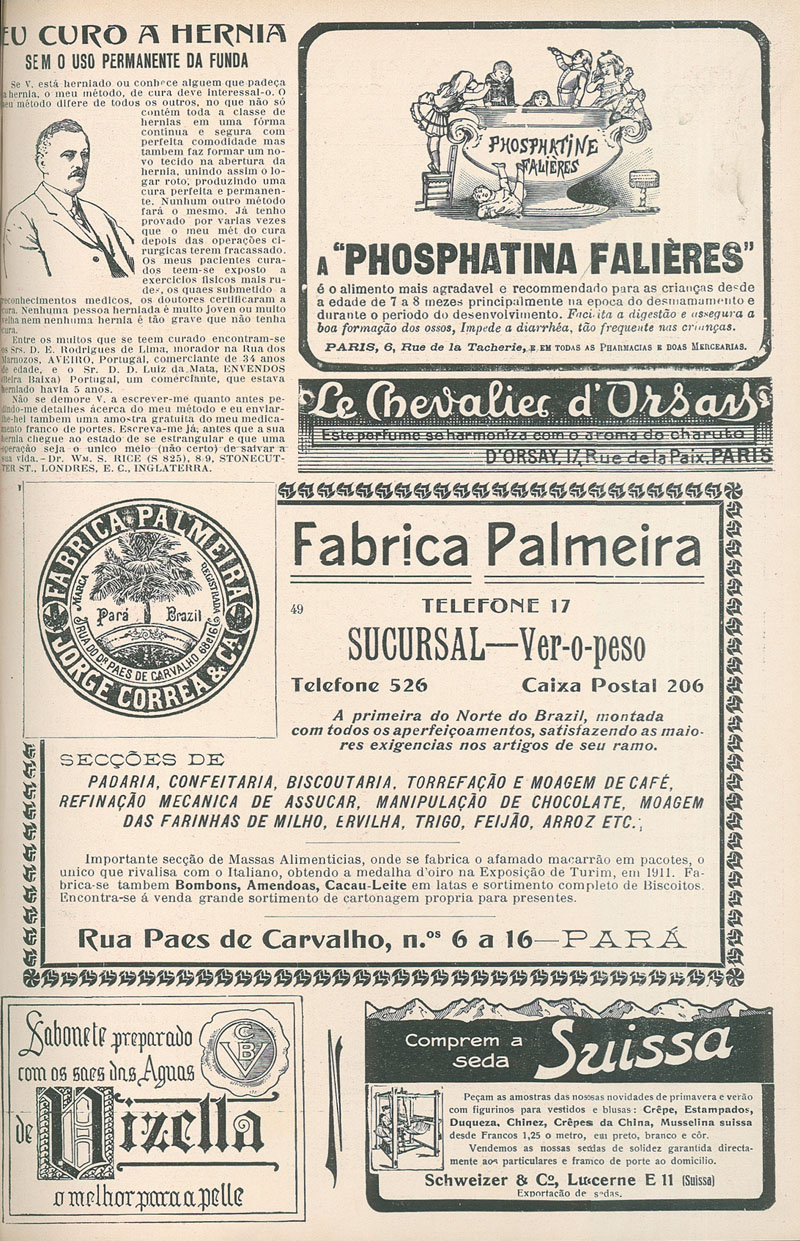 EU CURO A HERNIA
SEM O USO PERMANENTE DA FUNDA
Se V. está herniado ou conhece alguem que padeça
a hernia, o meu método, de cura deve interessal-o. O
eu método difere de todos os outros, no que não só
contêm toda a classe de
hernias em uma fórma
continua e segura com
perfeita comodidade mas
tambem faz formar um no-
vo tecido na abertura da
hernia, unindo assim o lo-
gar roto, produzindo uma
cura perfeita e permanen-
te. Nenhum outro método
fará o mesmo. Já tenho
provado por varias vezes
que o meu mét do cura
depois das operações ci-
rurgicas terem fracassado.
Os meus pacientes cura-
dos teem-se exposto a
exercicios fisicos mais ru-
des, os quaes submetido a
reconhecimentos medicos, os doutores certificaram a
cura. Nenhuma pessoa herniada é muito joven ou muito
velha nem nenhuma hernia é tão grave que não tenha
cura.
Entre os muitos que se teem curado encontram-se
os Srs. D. E. Rodrigues de Lima, morador na Rua dos
Marnozos, AVEIRO, Portugal, comerciante de 34 anos
de edade, e o Sr. D. D. Luiz da Mata, ENVENDOS
(Beira Baixa) Portugal, um comerciante, que estava
herniado havia 5 anos.
Não se demore V. a escrever-me quanto antes pe-
dindo-me detalhes ácerca do meu método e eu enviar-
lhe-hei tambem uma amostra gratuita do meu medica-
mento franco de portes. Escreva-me já; antes que a sua
hernia chegue ao estado de se estrangular e que uma
operação seja o unico meio (não certo) de salvar a
sua vida.-Dr. WM. S. RICE (S 825), 8-9, STONECUT-
TER ST., LONDRES, E. C., INGLATERRA.
PHOSPHATINE
FALIÈRES
A "PHOSPHATINA FALIÈRES"
é o alimento mais agradavel e recommendado para as crianças desde
a edade de 7 a 8 mezes principalmente na epoca do desmamamento e
durante o periodo do desenvolvimento. Facilita a digestão e assegura a
boa formação dos ossos, Impede a diarrhéa, tão frequente nas crianças.
PARIS, 6, Rue de la Tacherie, E EM TODAS AS PHARMACIAS E BOAS MERCEARIAS.
Le Chevalier d'Orsay
Este perfume se harmoniza com o aroma do charuto
D'ORSAY, 17, Rue de la Paix, PARIS
FABRICA PALMEIRA
MARCA REGISTRADA
Pará Brazil
RUA DO DR PAES DE CARVALHO 6 8 e 16
JORGE CORREA & CA.
Fabrica Palmeira
49
TELEFONE 17
SUCURSAL—Ver-o-peso
Telefone 526 Caixa Postal 206
A primeira do Norte do Brazil, montada
com todos os aperfeiçoamentos, satisfazendo as maio-
res exigencias nos artigos de seu ramo.
SECÇÕES DE
PADARIA, CONFEITARIA, BISCOUTARIA, TORREFAÇÃO E MOAGEM DE CAFÉ,
REFINAÇÃO MECANICA DE ASSUCAR, MANIPULAÇÃO DE CHOCOLATE, MOAGEM
DAS FARINHAS DE MILHO, ERVILHA, TRIGO, FEIJÃO, ARROZ ETC.;
Importante secção de Massas Alimenticias, onde se fabrica o afamado macarrão em pacotes, o
unico que rivalisa com o Italiano, obtendo a medalha d'oiro na Exposição de Turim, em 1911. Fa-
brica-se tambem Bombons, Amendoas, Cacau-Leite em latas e sortimento completo de Biscoitos.
Encontra-se á venda grande sortimento de cartonagem propria para presentes.
Rua Paes de Carvalho, n.os 6 a 16—PARÁ
Sabonete preparado
com os saes das Aguas
de Vizella
o melhor para a pelle
CVB
Comprem a
seda Suissa
Peçam as amostras das nossas novidades de primavera e verão
com figurinos para vestidos e blusas: Crêpe, Estampados,
Duqueza, Chinez, Crêpes da China, Musselina suissa
desde Francos 1,25 o metro, em preto, branco e côr.
Vendemos as nossas sedas de solidez garantida directa-
mente aos particulares e franco de porte ao domicilio.
Schweizer & Co., Lucerne E 11 (Suissa)
Exportação de sedas.